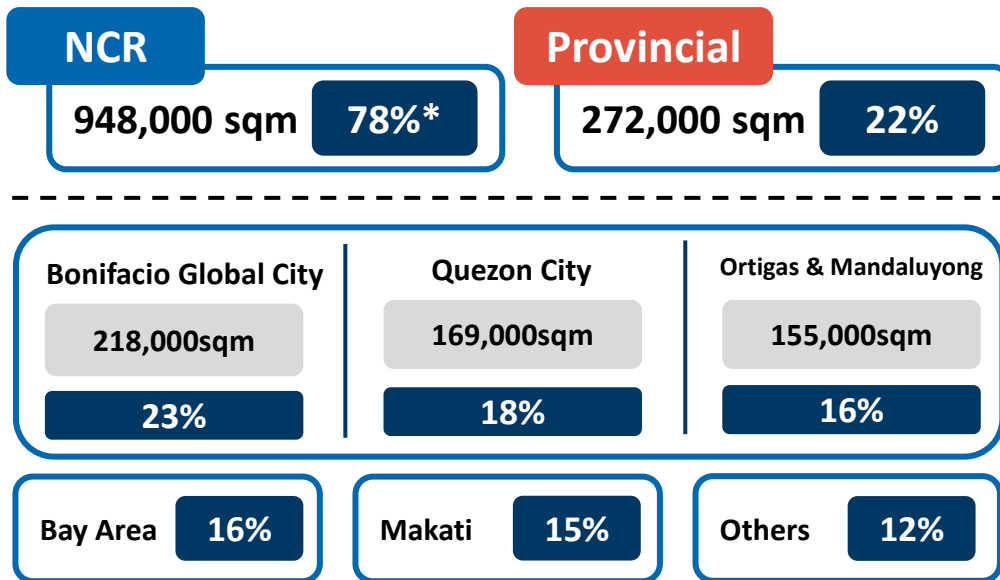 NCR
Provincial
948,000 sqm 78%*
272,000 sqm 22%
Bonifacio Global City
218,000sqm
23%
Quezon City
169,000sqm
18%
Ortigas & Mandaluyong
155,000sqm
16%
Bay Area 16%
Makati 15%
Others 12%